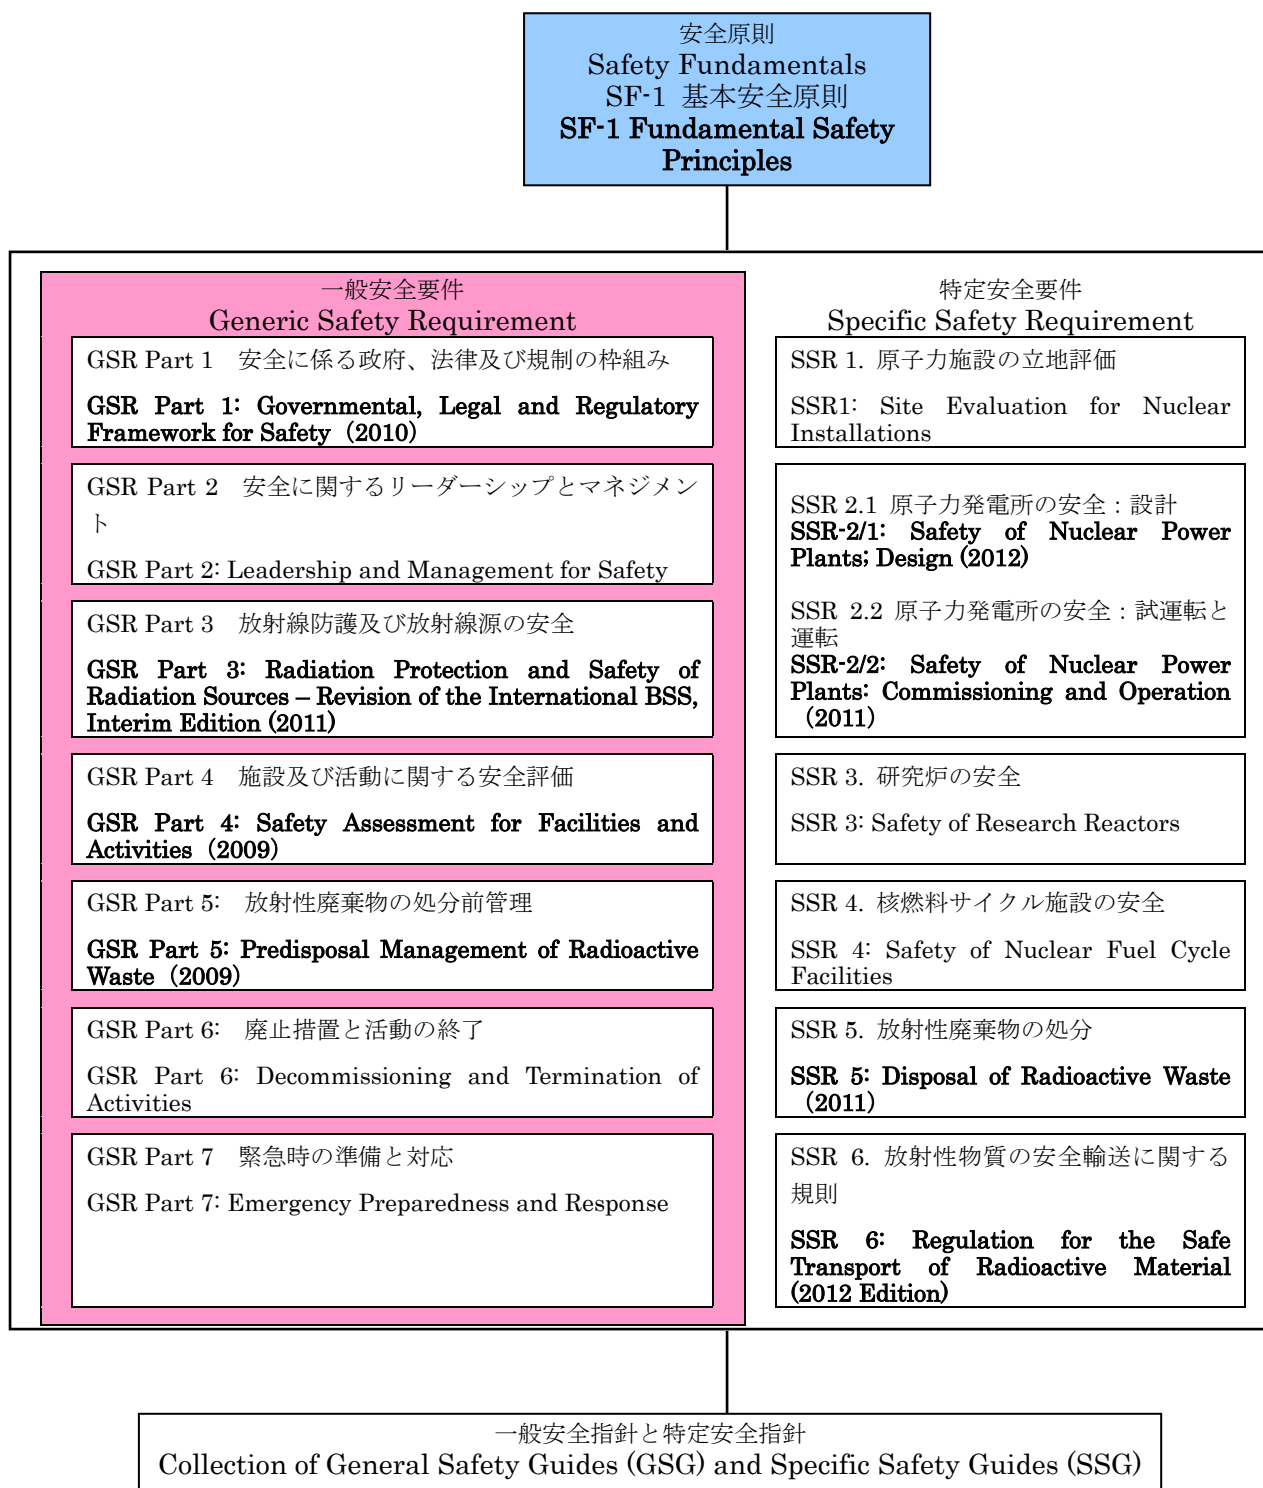 安全原則
Safety Fundamentals
SF-1 基本安全原則
SF-1 Fundamental Safety
Principles
一般安全要件
Generic Safety Requirement
GSR Part 1　安全に係る政府、法律及び規制の枠組み
GSR Part 1: Governmental, Legal and Regulatory
Framework for Safety（2010）
GSR Part 2　安全に関するリーダーシップとマネジメン
ト
GSR Part 2: Leadership and Management for Safety
GSR Part 3　放射線防護及び放射線源の安全
GSR Part 3: Radiation Protection and Safety of
Radiation Sources – Revision of the International BSS,
Interim Edition (2011)
GSR Part 4　施設及び活動に関する安全評価
GSR Part 4: Safety Assessment for Facilities and
Activities（2009）
GSR Part 5:　放射性廃棄物の処分前管理
GSR Part 5: Predisposal Management of Radioactive
Waste（2009）
GSR Part 6:　廃止措置と活動の終了
GSR Part 6: Decommissioning and Termination of
Activities
GSR Part 7　緊急時の準備と対応
GSR Part 7: Emergency Preparedness and Response
特定安全要件
Specific Safety Requirement
SSR 1. 原子力施設の立地評価
SSR1: Site Evaluation for Nuclear
Installations
SSR 2.1 原子力発電所の安全：設計
SSR-2/1: Safety of Nuclear Power
Plants; Design (2012)
SSR 2.2 原子力発電所の安全：試運転と
運転
SSR-2/2: Safety of Nuclear Power
Plants: Commissioning and Operation
（2011）
SSR 3. 研究炉の安全
SSR 3: Safety of Research Reactors
SSR 4. 核燃料サイクル施設の安全
SSR 4: Safety of Nuclear Fuel Cycle
Facilities
SSR 5. 放射性廃棄物の処分
SSR 5: Disposal of Radioactive Waste
（2011）
SSR 6. 放射性物質の安全輸送に関する
規則
SSR 6: Regulation for the Safe
Transport of Radioactive Material
(2012 Edition)
一般安全指針と特定安全指針
Collection of General Safety Guides (GSG) and Specific Safety Guides (SSG)